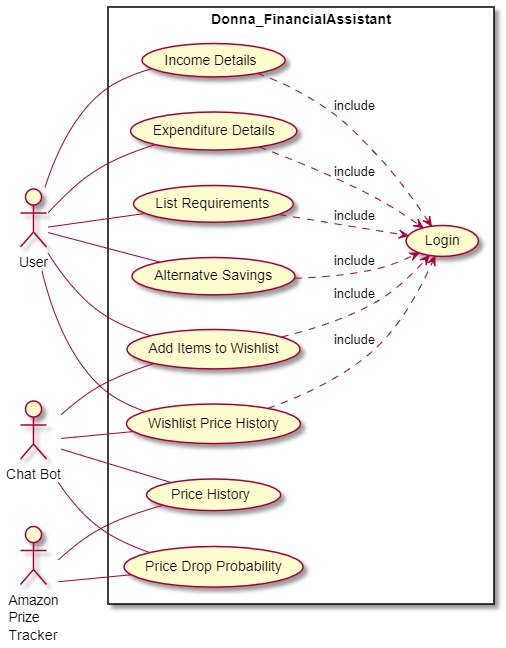 Donna_FinancialAssistant
Income Details
include
Expenditure Details
include
List Requirements
include
Login
User
Alternatve Savings
include
include
Add Items to Wishlist
include
Wishlist Price History
Chat Bot
Price History
Price Drop Probability
Amazon
Prize
Tracker